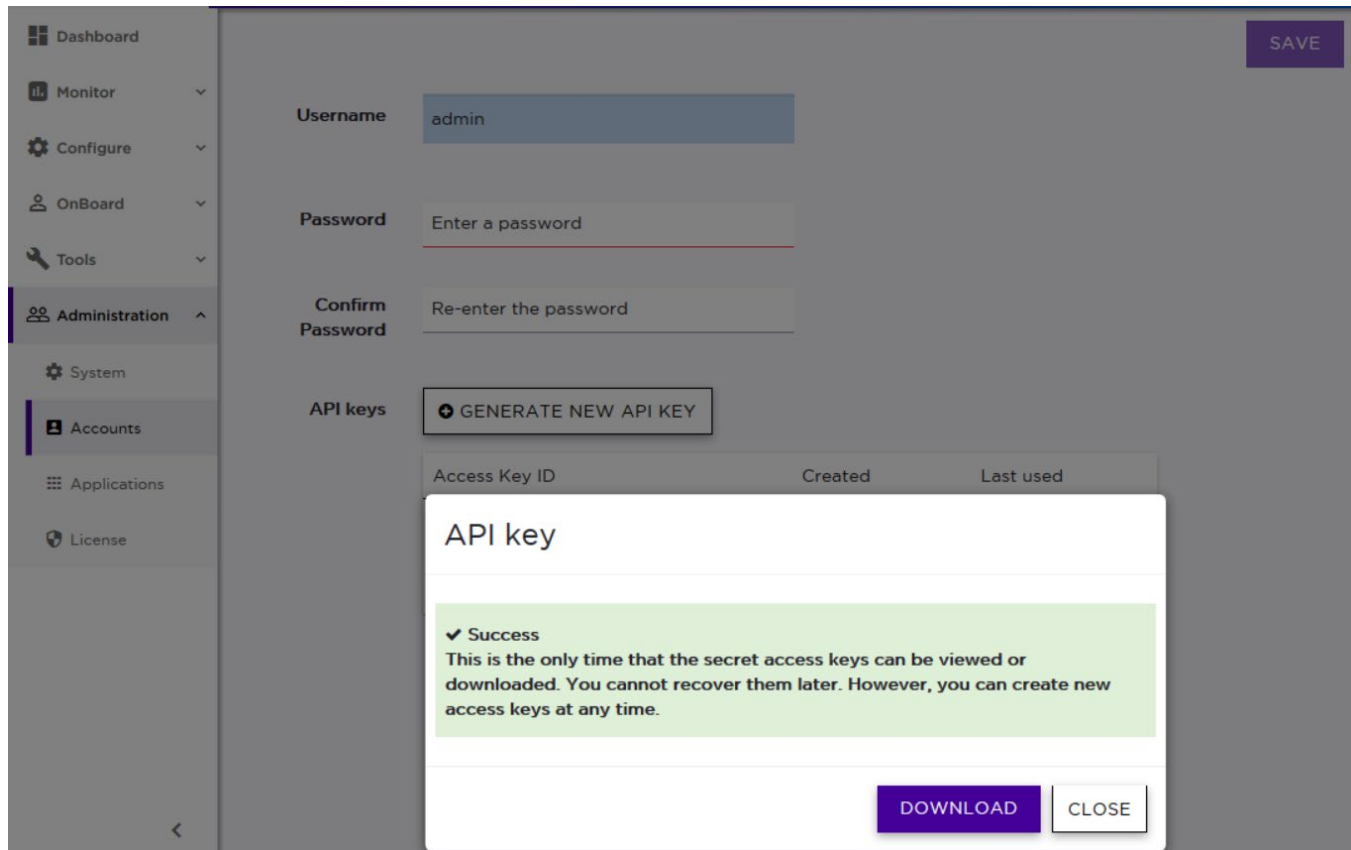 Dashboard
Monitor
Configure
OnBoard
Tools
Administration
System
Accounts
Applications
License
SAVE
Username
admin
Password
Enter a password
Confirm
Password
Re-enter the password
API keys
GENERATE NEW API KEY
Access Key ID Created Last used
API key
Success
This is the only time that the secret access keys can be viewed or
downloaded. You cannot recover them later. However, you can create new
access keys at any time.
DOWNLOAD
CLOSE